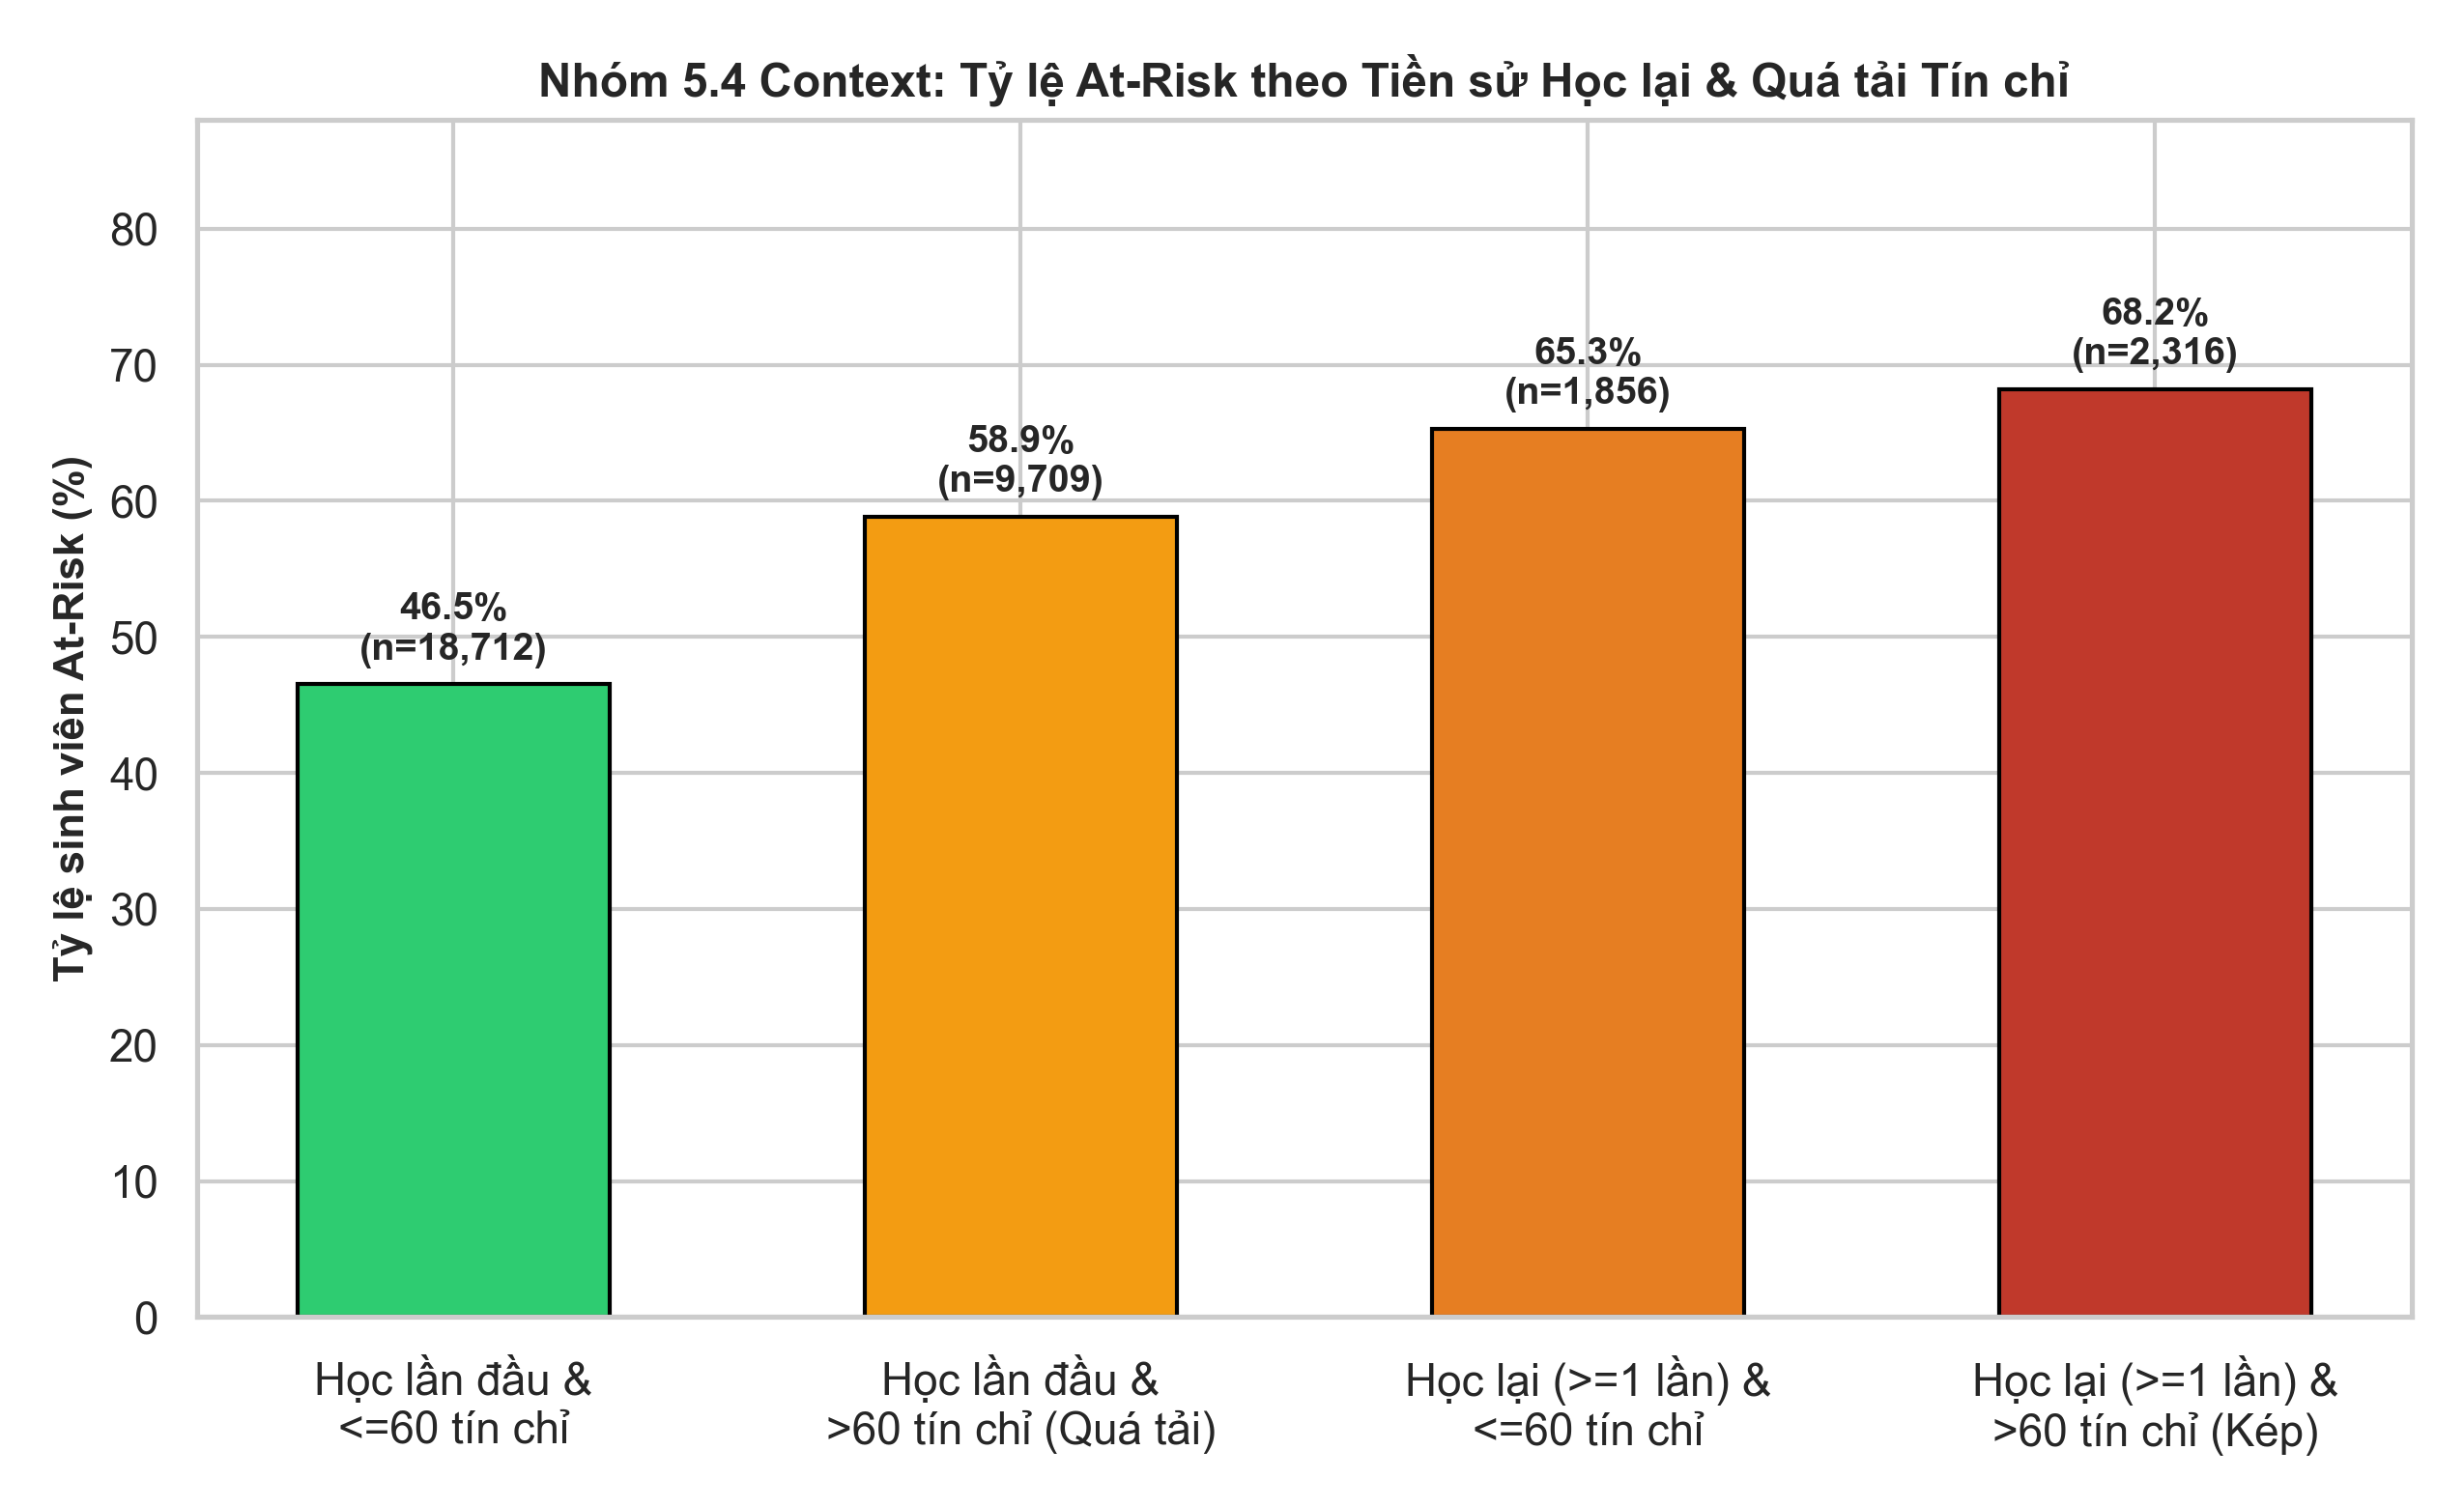 Nhóm 5.4 Context: Tỷ lệ At-Risk theo Tiền sử Học lại & Quá tải Tín chỉ
Tỷ lệ sinh viên At-Risk (%)
80
70
60
50
40
30
20
10
0
46.5%
(n=18,712)
58.9%
(n=9,709)
65.3%
(n=1,856)
68.2%
(n=2,316)
Học lần đầu &
<=60 tín chỉ
Học lần đầu &
>60 tín chỉ (Quá tải)
Học lại (>=1 lần) &
<=60 tín chỉ
Học lại (>=1 lần) &
>60 tín chỉ (Kép)